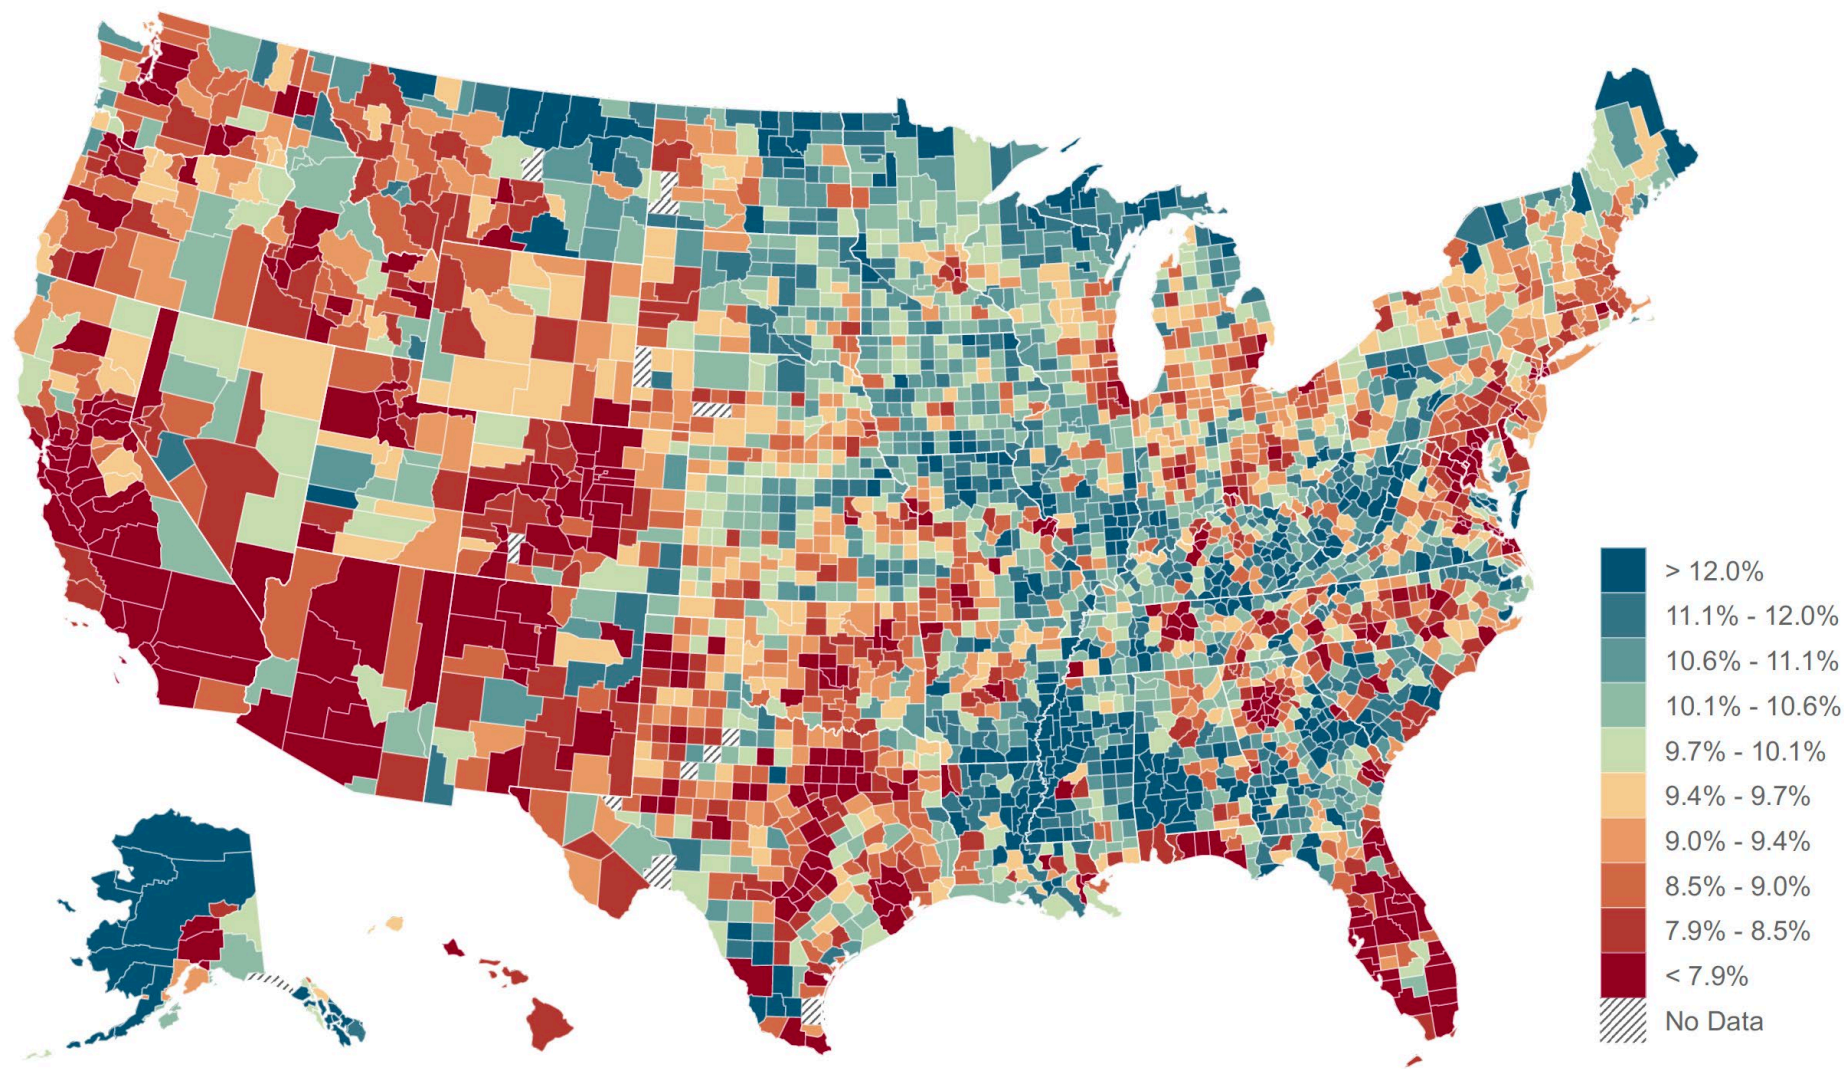 > 12.0%
11.1% - 12.0%
10.6% - 11.1%
10.1% - 10.6%
9.7% - 10.1%
9.4% - 9.7%
9.0% - 9.4%
8.5% - 9.0%
7.9% - 8.5%
< 7.9%
No Data